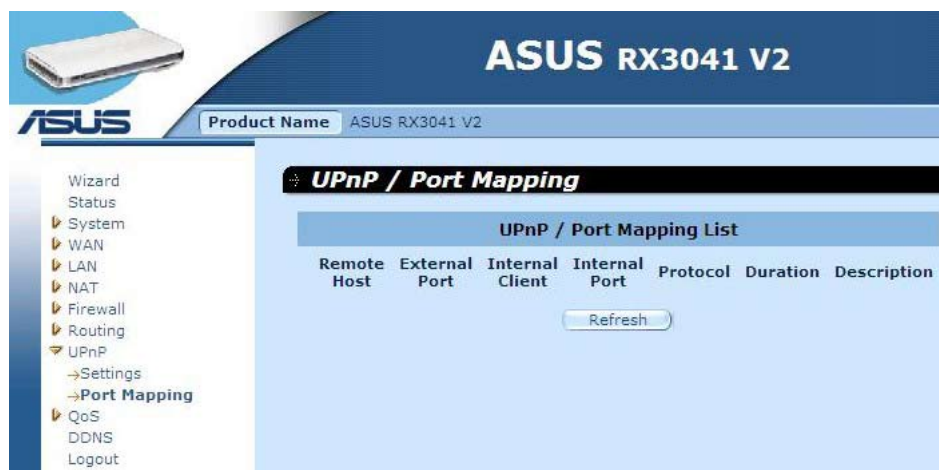 ASUS RX3041 V2
ASUS
Product Name ASUS RX3041 V2
Wizard
Status
System
WAN
LAN
NAT
Firewall
Routing
UPnP
Settings
Port Mapping
QoS
DDNS
Logout
UPnP / Port Mapping
UPnP / Port Mapping List
Remote Host External Port Internal Client Internal Port Protocol Duration Description
Refresh